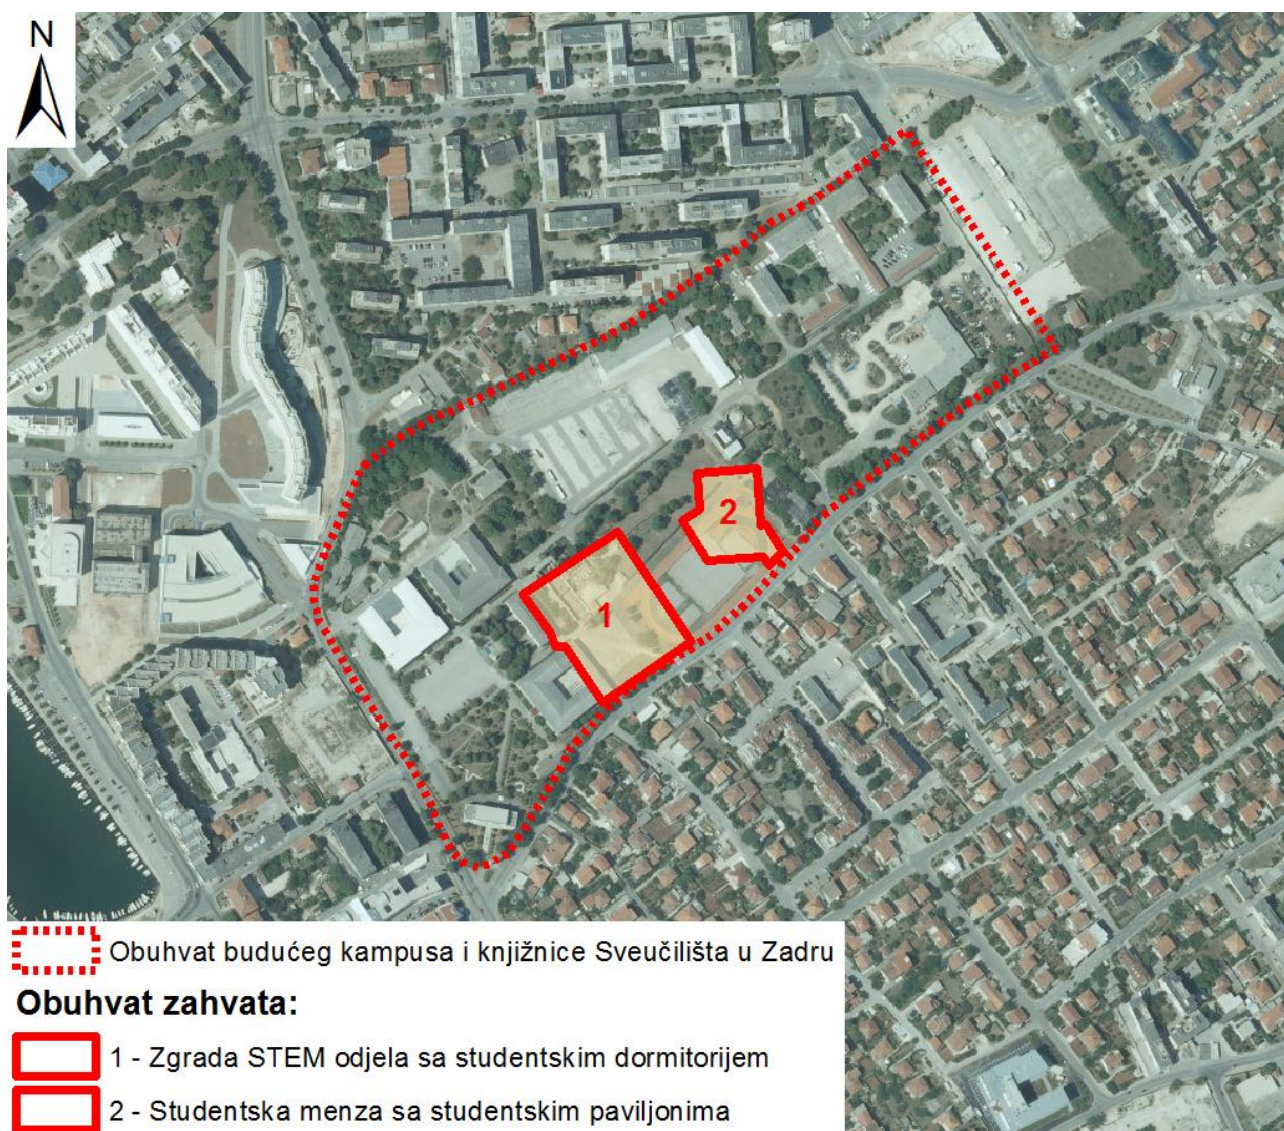 N
2
1
Obuhvat budućeg kampusa i knjižnice Sveučilišta u Zadru
Obuhvat zahvata:
1 - Zgrada STEM odjela sa studentskim dormitorijem
2 - Studentska menza sa studentskim paviljonima